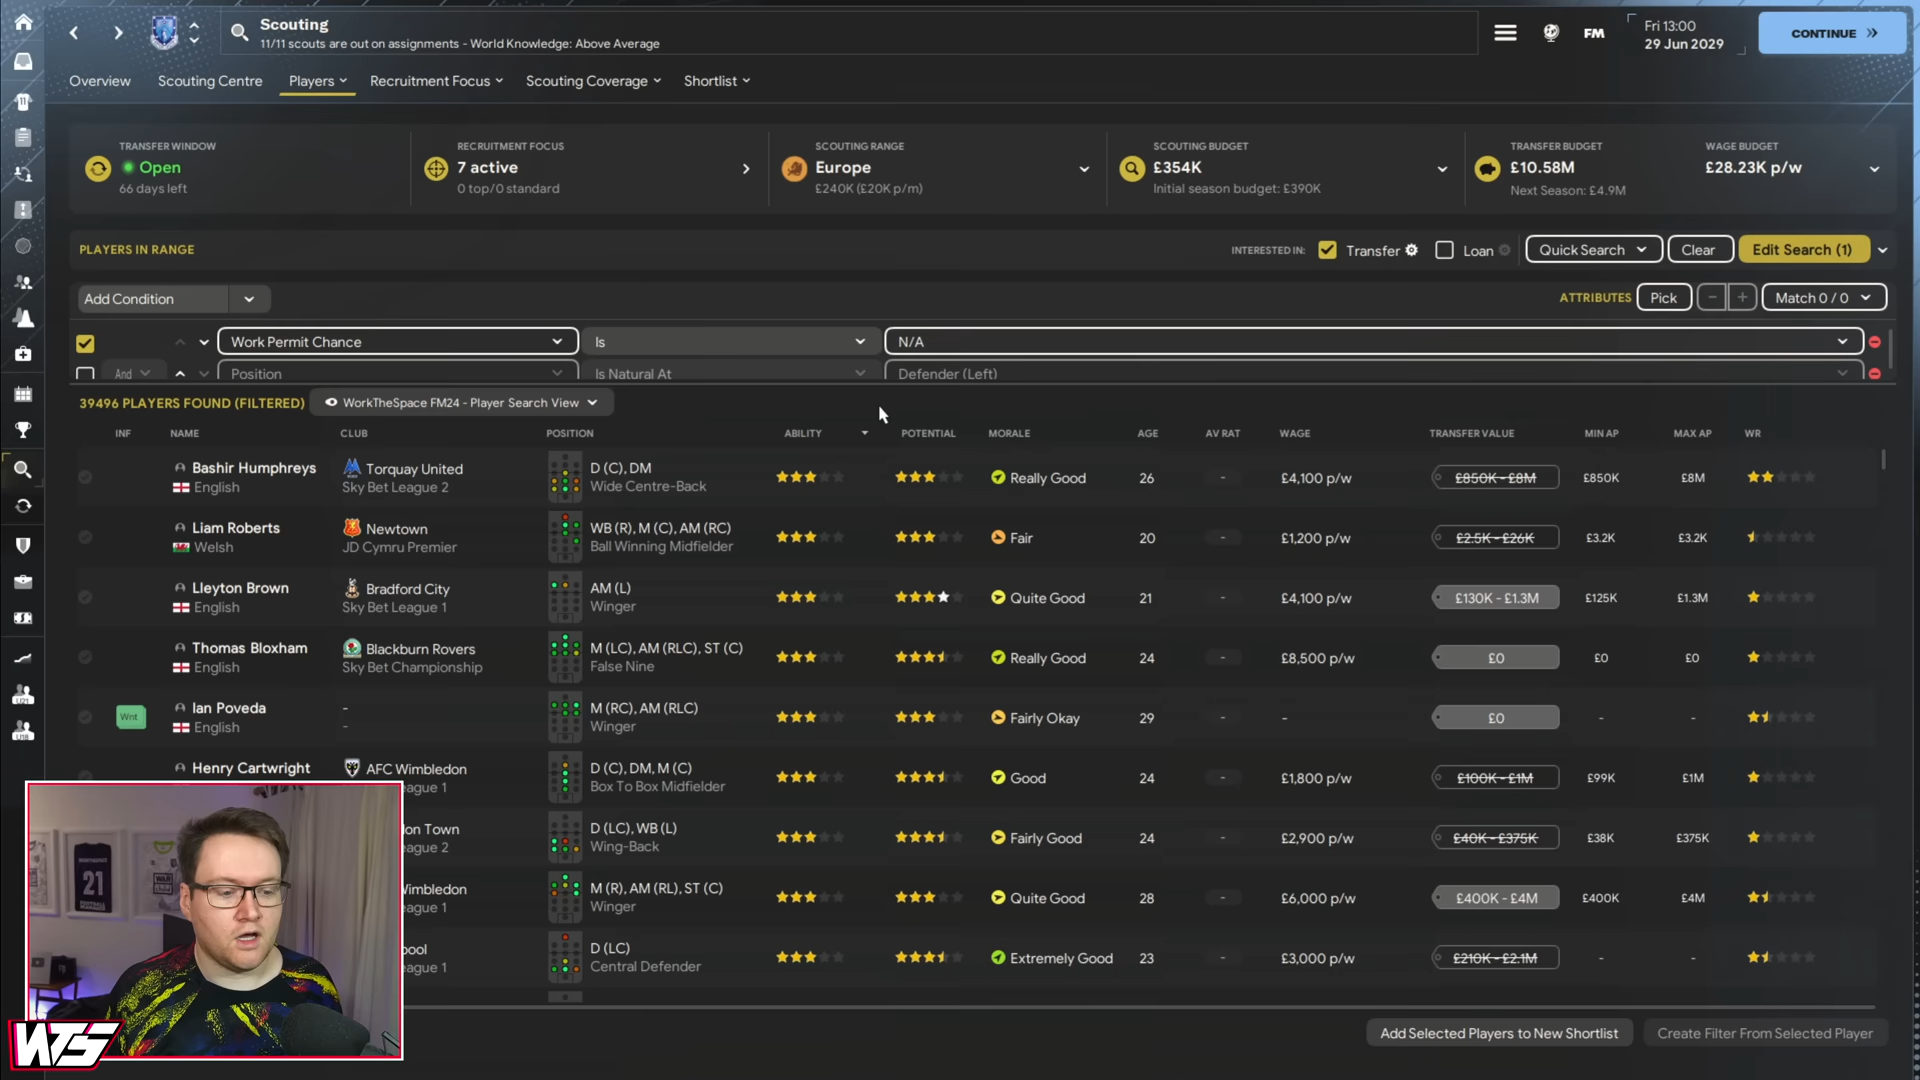 Scouting
11/11 scouts are out on assignments - World Knowledge: Above Average
FM
Fri 13:00
29 Jun 2029
CONTINUE
Overview
Scouting Centre
Players
Recruitment Focus
Scouting Coverage
Shortlist
TRANSFER WINDOW
Open
66 days left
RECRUITMENT FOCUS
7 active
0 top/0 standard
SCOUTING RANGE
Europe
£240K (£20K p/m)
SCOUTING BUDGET
£354K
Initial season budget: £390K
TRANSFER BUDGET
£10.58M
Next Season: £4.9M
WAGE BUDGET
£28.23K p/w
PLAYERS IN RANGE
INTERESTED IN:
Transfer
Loan
Quick Search
Clear
Edit Search (1)
Add Condition
ATTRIBUTES
Pick
- +
Match 0 / 0
Work Permit Chance
Is
N/A
And
Position
Is Natural At
Defender (Left)
39496 PLAYERS FOUND (FILTERED)
WorkTheSpace FM24 - Player Search View
INF NAME CLUB POSITION ABILITY POTENTIAL MORALE AGE AV RAT WAGE TRANSFER VALUE MIN AP MAX AP WR
Bashir Humphreys Torquay United D (C), DM Really Good 26 - £4,100 p/w £850K - £8M £850K £8M
English Sky Bet League 2 Wide Centre-Back
Liam Roberts Newtown WB (R), M (C), AM (RC) Fair 20 - £1,200 p/w £2.5K - £26K £3.2K £3.2K
Welsh JD Cymru Premier Ball Winning Midfielder
Lleyton Brown Bradford City AM (L) Quite Good 21 - £4,100 p/w £130K - £1.3M £125K £1.3M
English Sky Bet League 1 Winger
Thomas Bloxham Blackburn Rovers M (LC), AM (RLC), ST (C) Really Good 24 - £8,500 p/w £0 £0 £0
English Sky Bet Championship False Nine
Wnt Ian Poveda - M (RC), AM (RLC) Fairly Okay 29 - - £0 - -
English - Winger
Henry Cartwright AFC Wimbledon D (C), DM, M (C) Good 24 - £1,800 p/w £100K - £1M £99K £1M
eague 1 Box To Box Midfielder
on Town D (LC), WB (L) Fairly Good 24 - £2,900 p/w £40K - £375K £38K £375K
eague 2 Wing-Back
Wimbledon M (R), AM (RL), ST (C) Quite Good 28 - £6,000 p/w £400K - £4M £400K £4M
eague 1 Winger
ool D (LC) Extremely Good 23 - £3,000 p/w £210K - £2.1M - -
eague 1 Central Defender
21
WTS
Add Selected Players to New Shortlist
Create Filter From Selected Player